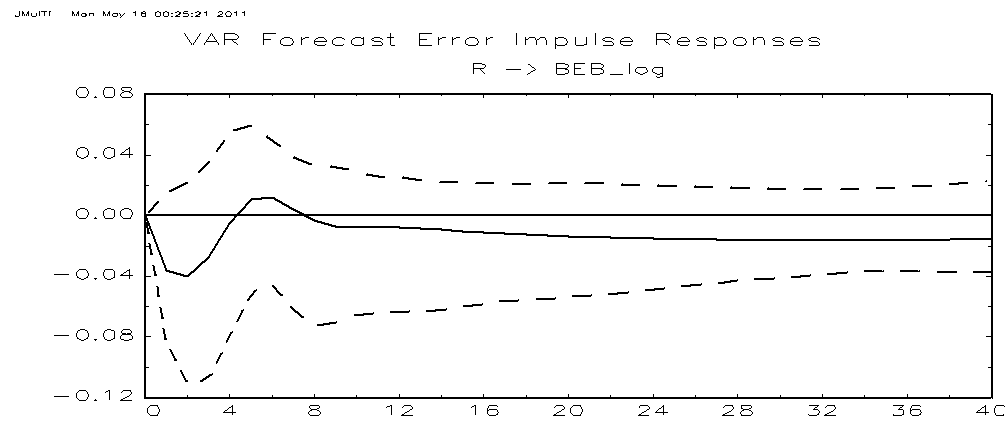 JMulTi Mon May 16 00:25:21 2011
VAR Forecast Error Impulse Responses
R -> BEB_log
0.08
0.04
0.00
-0.04
-0.08
-0.12
0 4 8 12 16 20 24 28 32 36 40